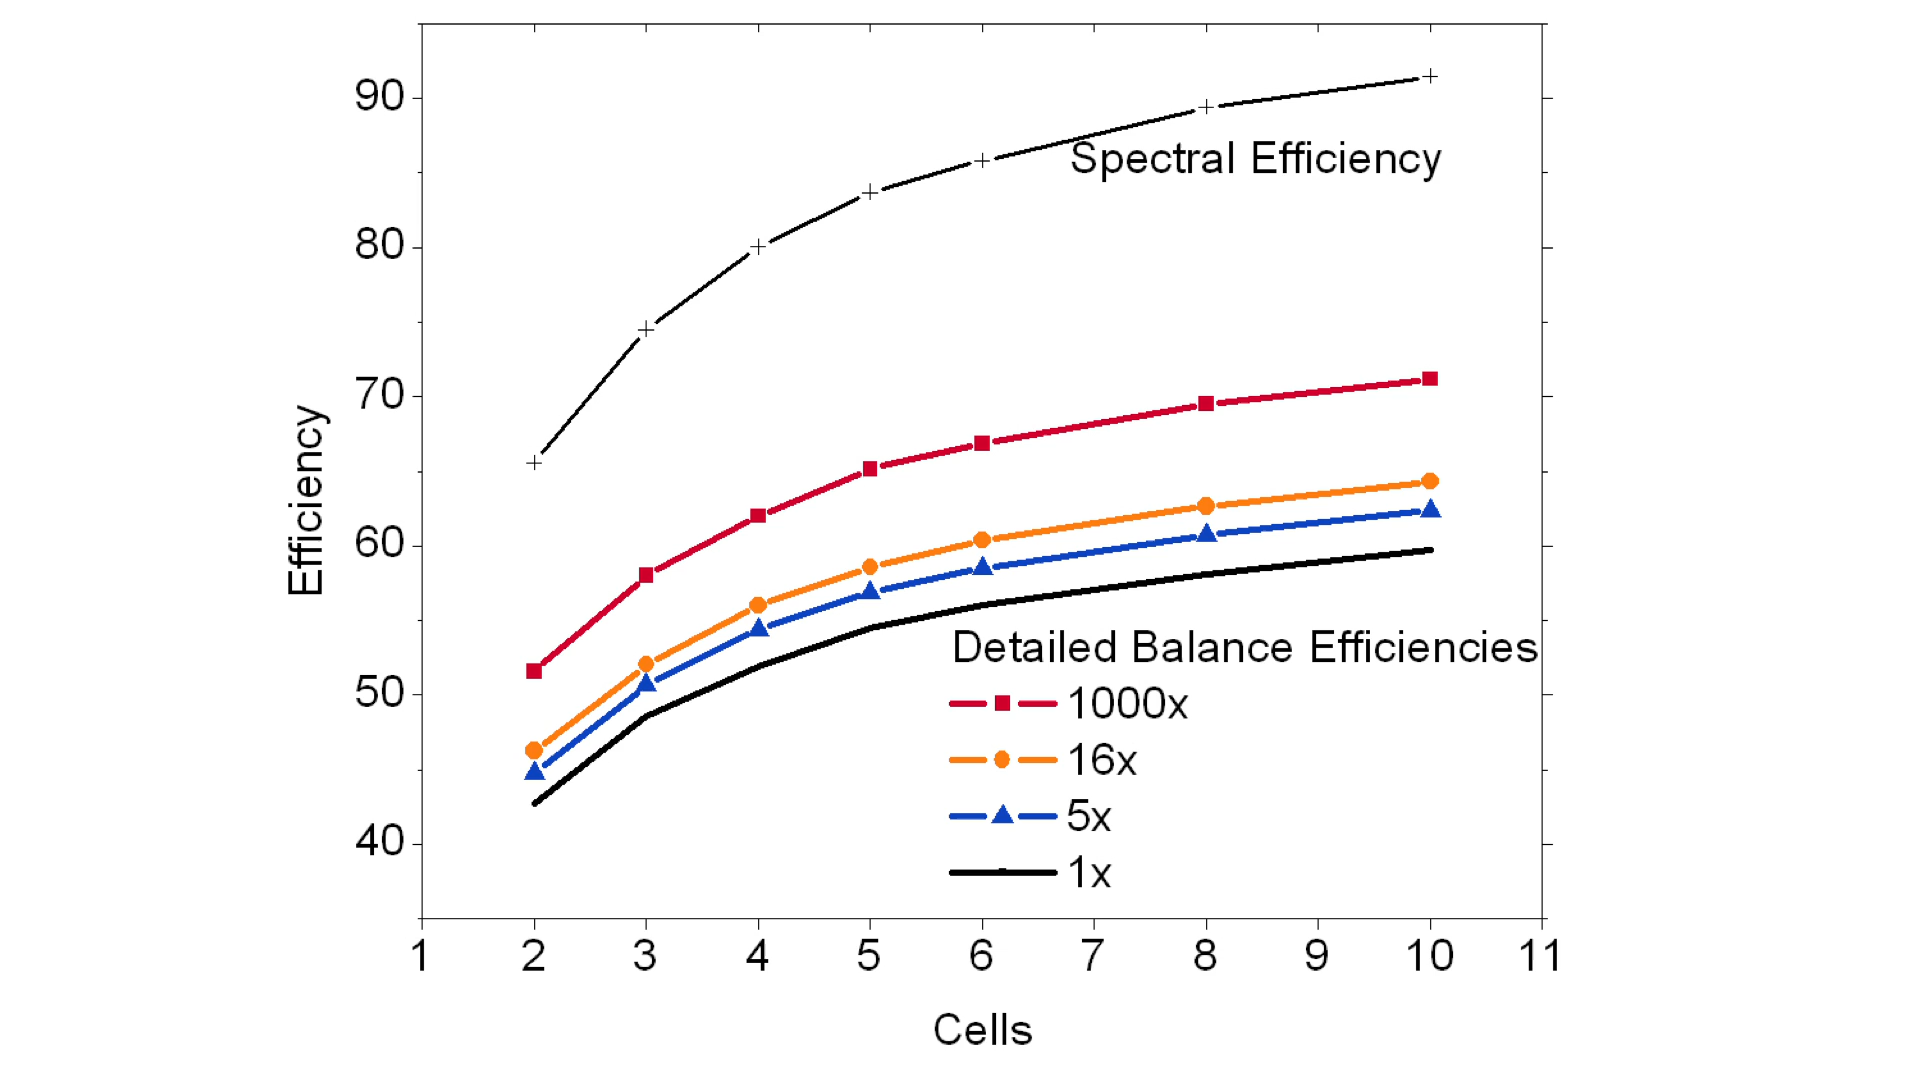 90
80
70
60
50
40
Efficiency
Spectral Efficiency
Detailed Balance Efficiencies
1000x
16x
5x
1x
1 2 3 4 5 6 7 8 9 10 11
Cells